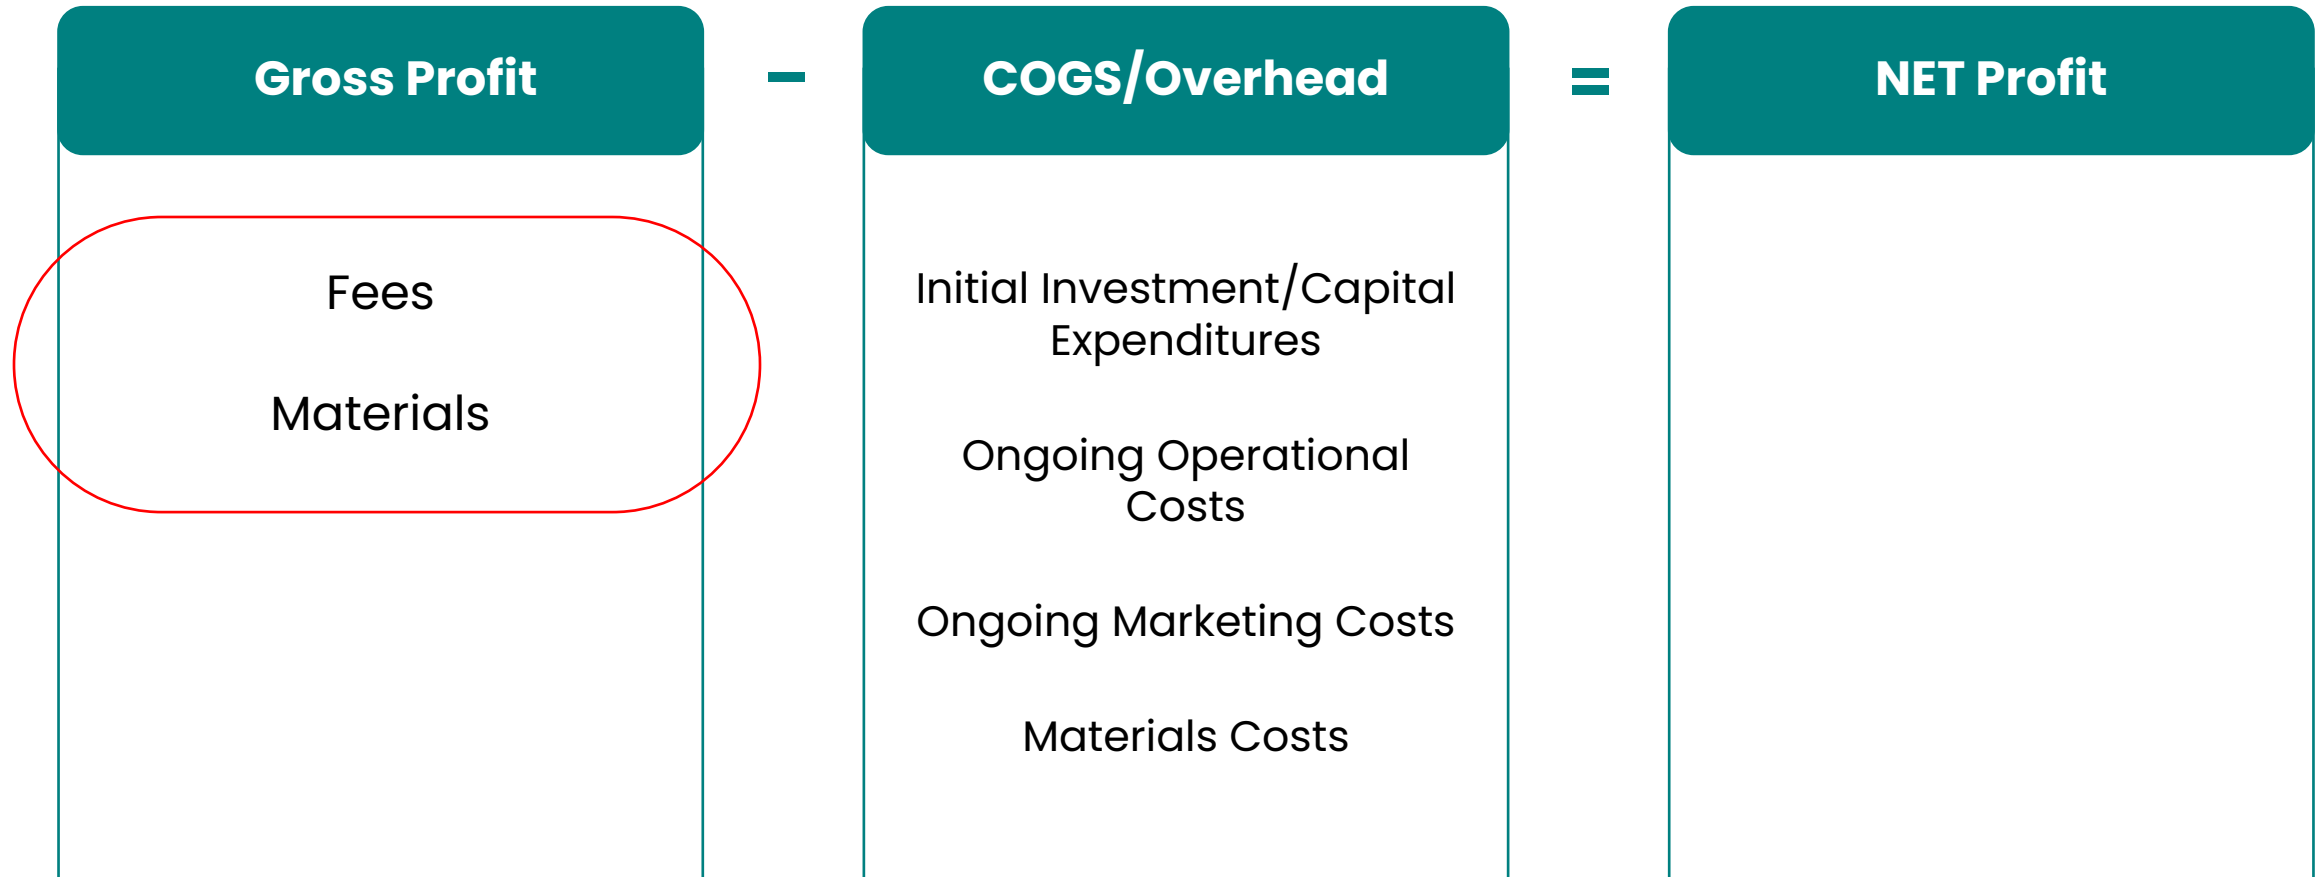 Gross Profit
–
COGS/Overhead
=
NET Profit
Fees
Materials
Initial Investment/Capital
Expenditures
Ongoing Operational
Costs
Ongoing Marketing Costs
Materials Costs